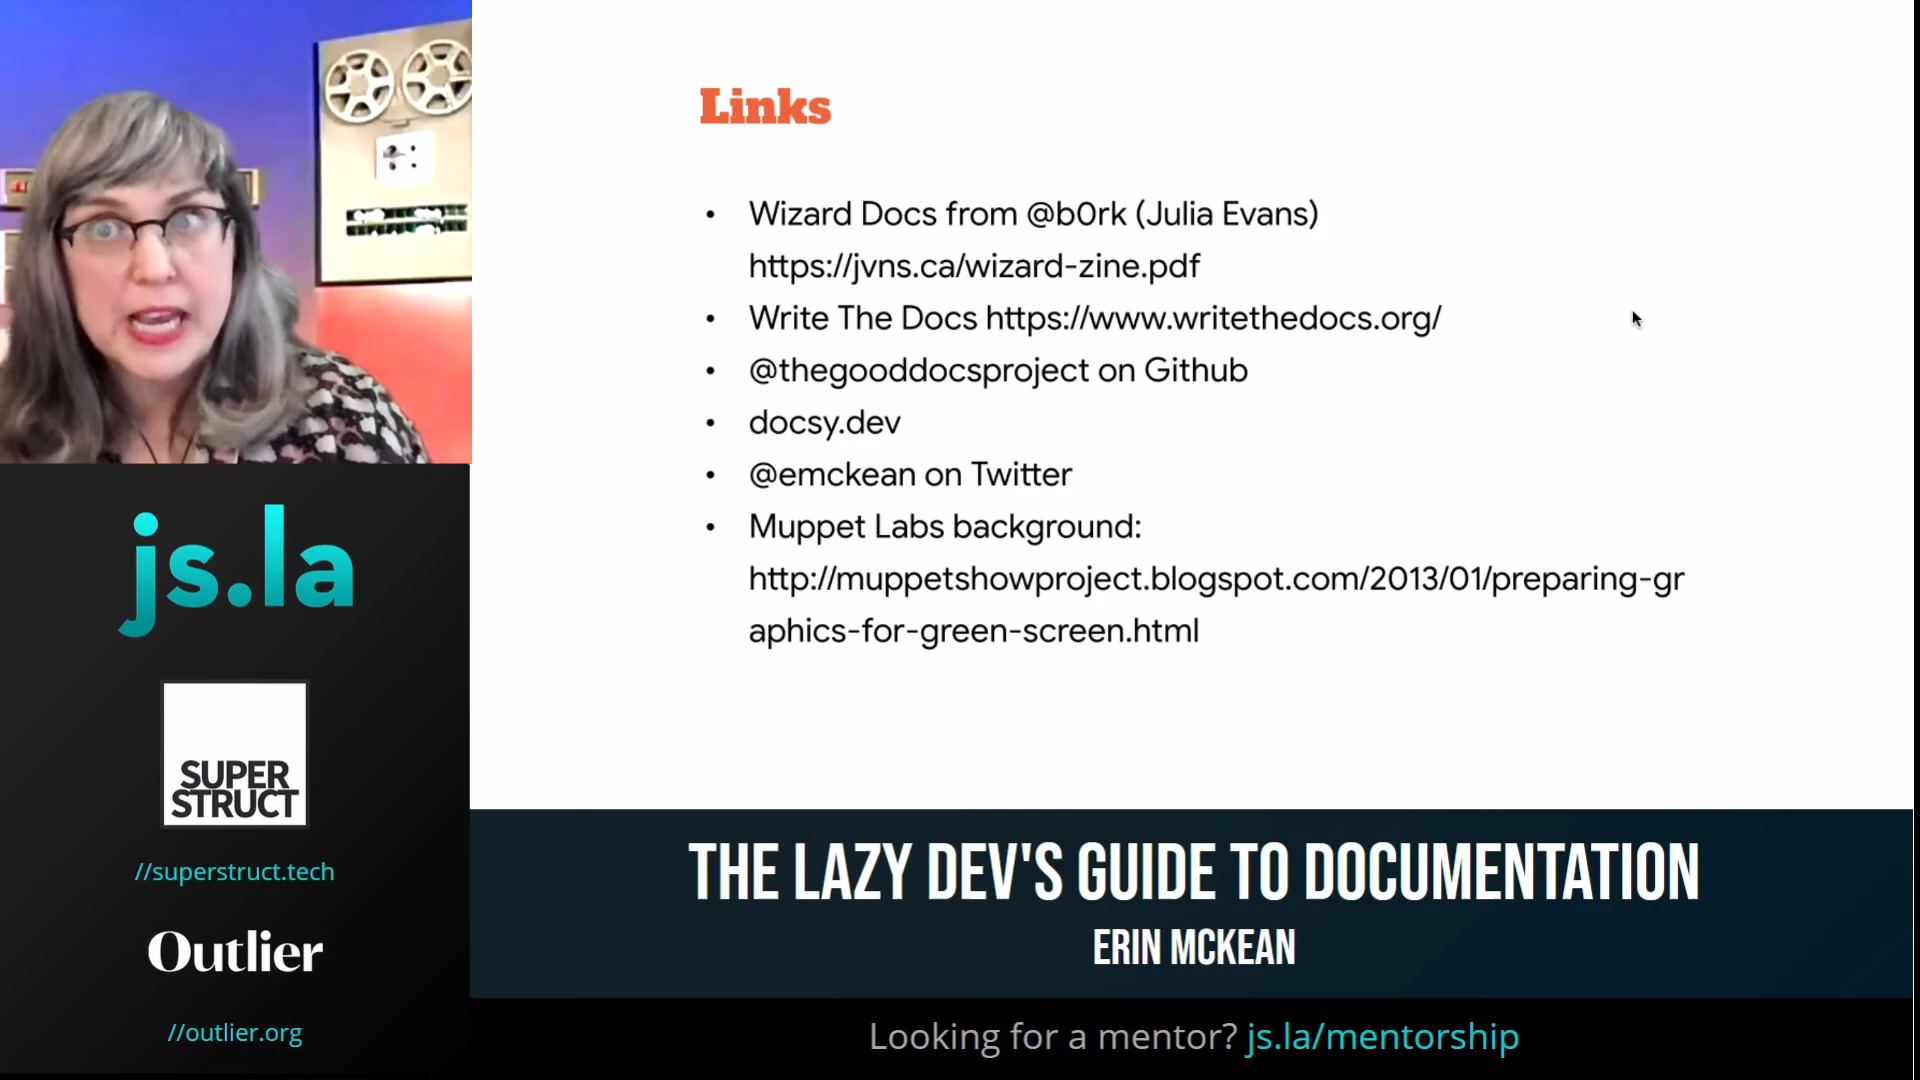 Links
• Wizard Docs from @b0rk (Julia Evans)
https://jvns.ca/wizard-zine.pdf
• Write The Docs https://www.writethedocs.org/
• @thegooddocsproject on Github
• docsy.dev
• @emckean on Twitter
• Muppet Labs background:
http://muppetshowproject.blogspot.com/2013/01/preparing-gr
aphics-for-green-screen.html
js.la
SUPER
STRUCT
//superstruct.tech
Outlier
//outlier.org
THE LAZY DEV'S GUIDE TO DOCUMENTATION
ERIN MCKEAN
Looking for a mentor? js.la/mentorship